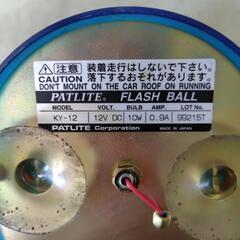 ⚠注意 装着走行はしないで下さい。
落下するおそれがあります。
DON'T MOUNT ON THE CAR ROOF ON RUNNING
PATLITE® FLASH BALL
MODEL VOLT. BULB AMP. LOT No.
KY-12 12V DC 10W 0.9A 99215T
PATLITE Corporation MADE IN JAPAN